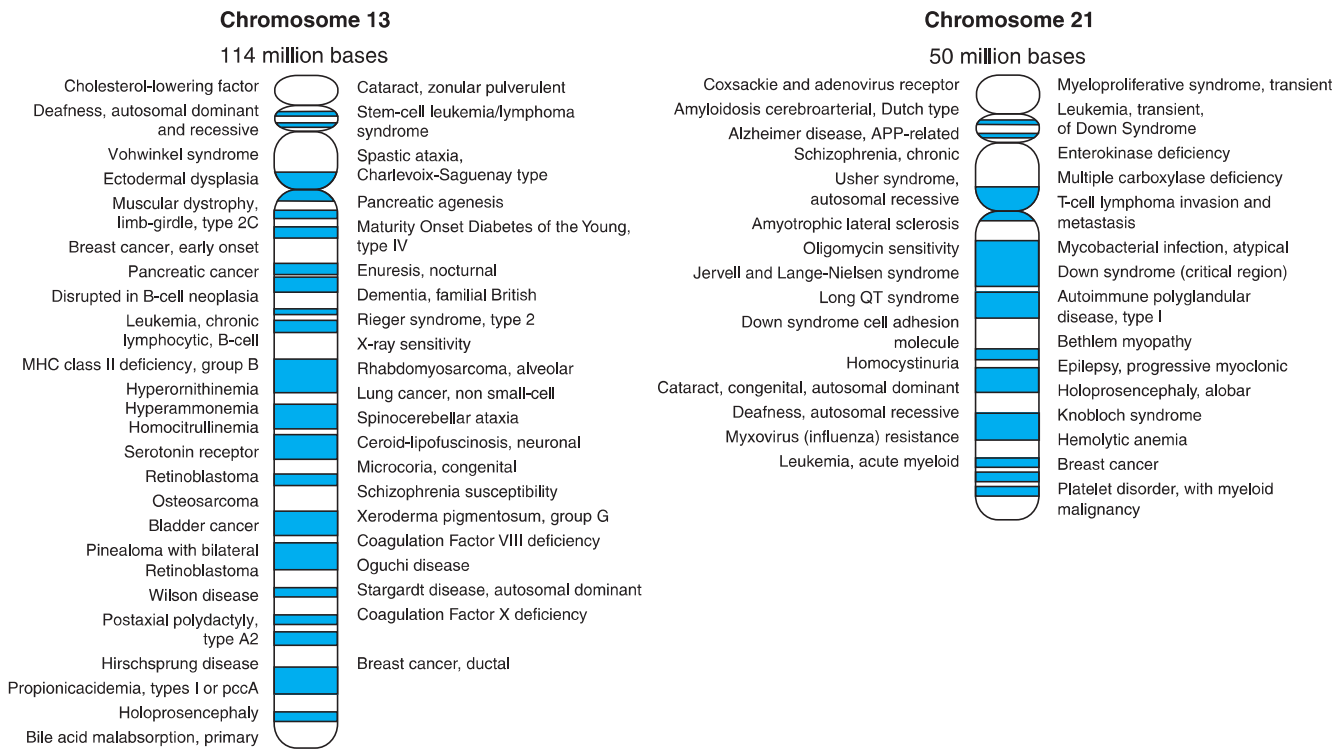 Chromosome 13
114 million bases
Cholesterol-lowering factor
Deafness, autosomal dominant
and recessive
Vohwinkel syndrome
Ectodermal dysplasia
Muscular dystrophy,
limb-girdle, type 2C
Breast cancer, early onset
Pancreatic cancer
Disrupted in B-cell neoplasia
Leukemia, chronic
lymphocytic, B-cell
MHC class II deficiency, group B
Hyperornithinemia
Hyperammonemia
Homocitrullinemia
Serotonin receptor
Retinoblastoma
Osteosarcoma
Bladder cancer
Pinealoma with bilateral
Retinoblastoma
Wilson disease
Postaxial polydactyly,
type A2
Hirschsprung disease
Propionicacidemia, types I or pccA
Holoprosencephaly
Bile acid malabsorption, primary
Cataract, zonular pulverulent
Stem-cell leukemia/lymphoma
syndrome
Spastic ataxia,
Charlevoix-Saguenay type
Pancreatic agenesis
Maturity Onset Diabetes of the Young,
type IV
Enuresis, nocturnal
Dementia, familial British
Rieger syndrome, type 2
X-ray sensitivity
Rhabdomyosarcoma, alveolar
Lung cancer, non small-cell
Spinocerebellar ataxia
Ceroid-lipofuscinosis, neuronal
Microcoria, congenital
Schizophrenia susceptibility
Xeroderma pigmentosum, group G
Coagulation Factor VIII deficiency
Oguchi disease
Stargardt disease, autosomal dominant
Coagulation Factor X deficiency
Breast cancer, ductal
Chromosome 21
50 million bases
Coxsackie and adenovirus receptor
Amyloidosis cerebroarterial, Dutch type
Alzheimer disease, APP-related
Schizophrenia, chronic
Usher syndrome,
autosomal recessive
Amyotrophic lateral sclerosis
Oligomycin sensitivity
Jervell and Lange-Nielsen syndrome
Long QT syndrome
Down syndrome cell adhesion
molecule
Homocystinuria
Cataract, congenital, autosomal dominant
Deafness, autosomal recessive
Myxovirus (influenza) resistance
Leukemia, acute myeloid
Myeloproliferative syndrome, transient
Leukemia, transient,
of Down Syndrome
Enterokinase deficiency
Multiple carboxylase deficiency
T-cell lymphoma invasion and
metastasis
Mycobacterial infection, atypical
Down syndrome (critical region)
Autoimmune polyglandular
disease, type I
Bethlem myopathy
Epilepsy, progressive myoclonic
Holoprosencephaly, alobar
Knobloch syndrome
Hemolytic anemia
Breast cancer
Platelet disorder, with myeloid
malignancy